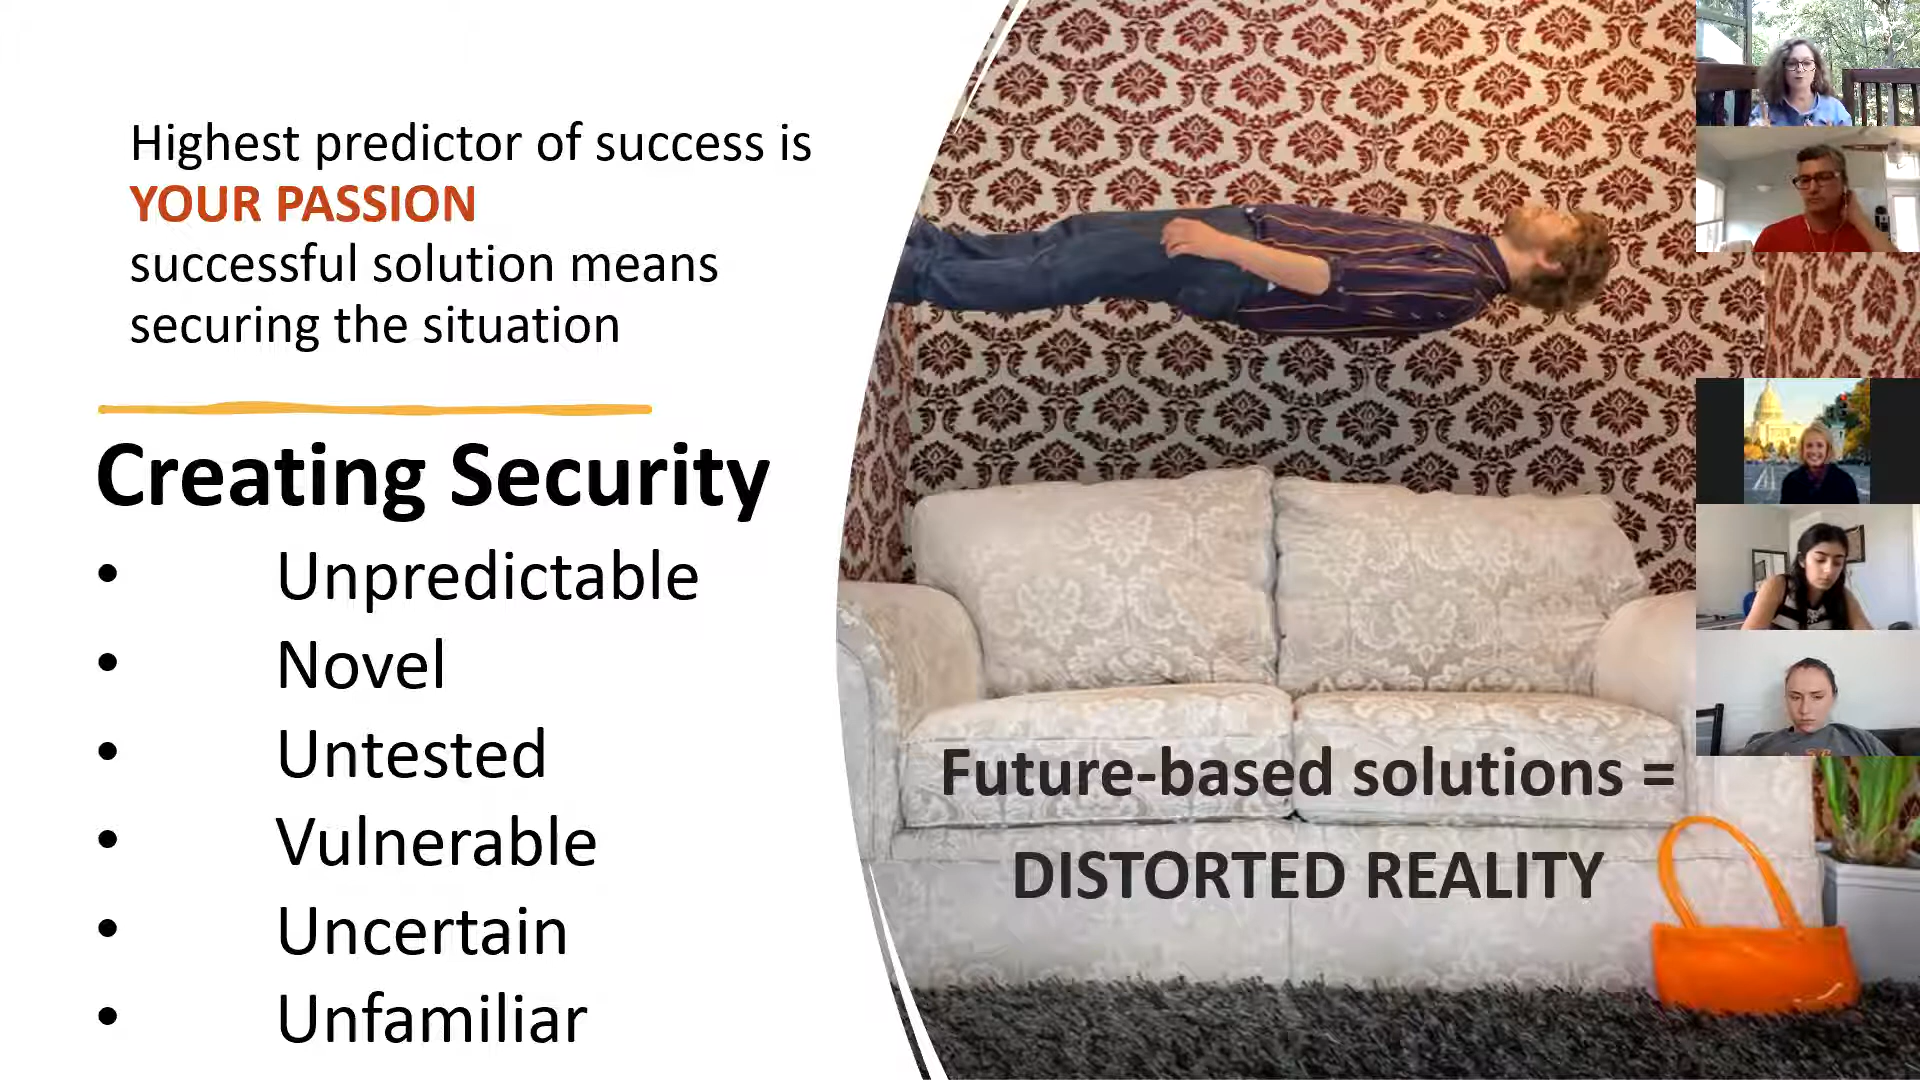 Highest predictor of success is
YOUR PASSION
successful solution means
securing the situation
Creating Security
• Unpredictable
• Novel
• Untested
• Vulnerable
• Uncertain
• Unfamiliar
Future-based solutions =
DISTORTED REALITY